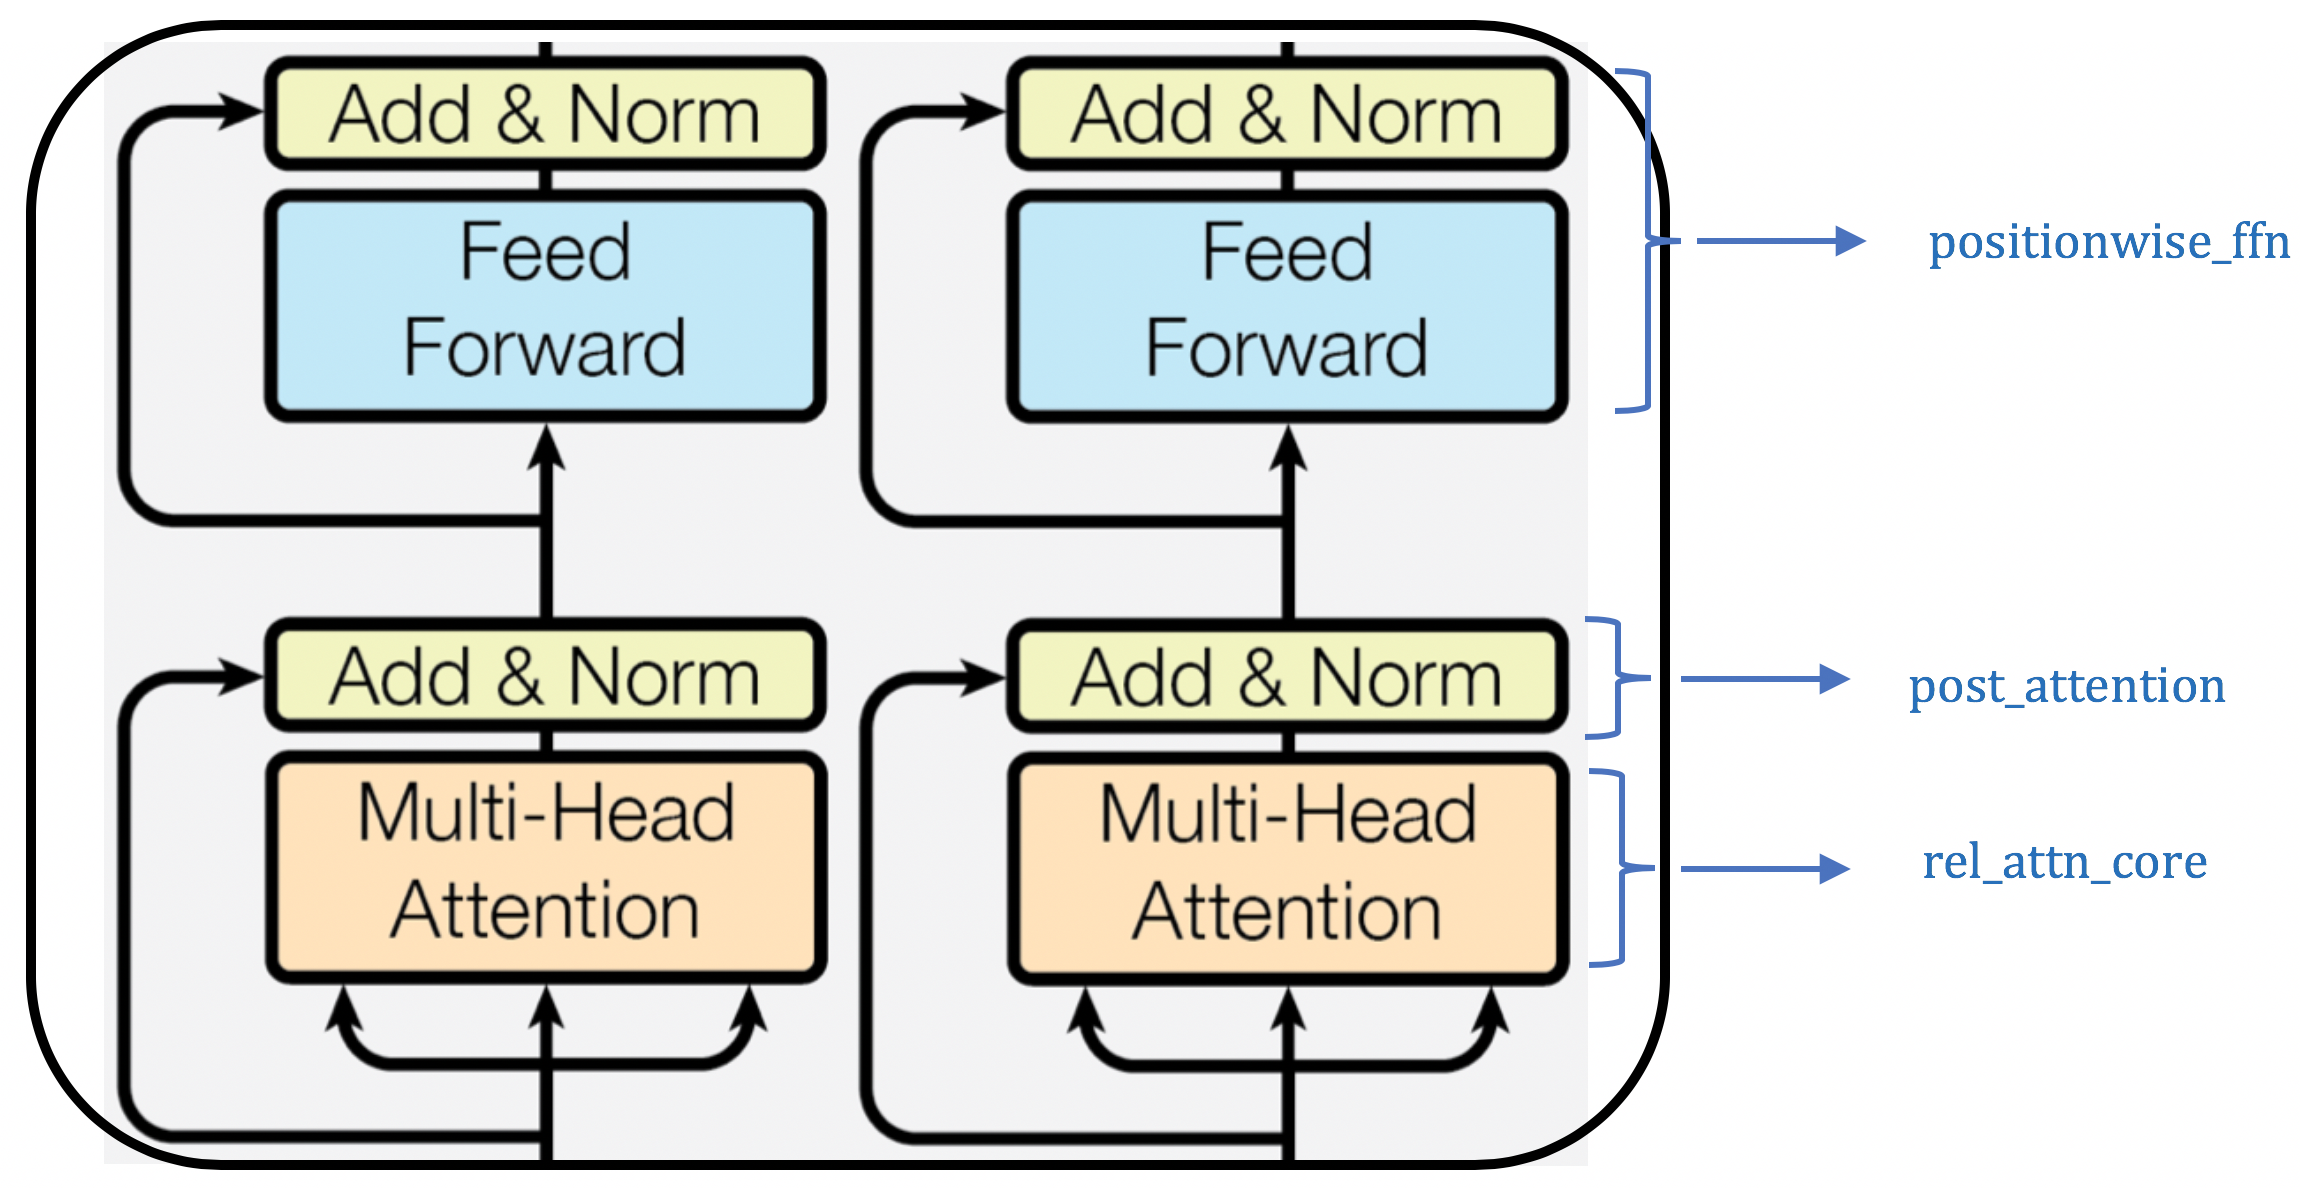 Add & Norm
Feed
Forward
Add & Norm
Multi-Head
Attention
Add & Norm
Feed
Forward
Add & Norm
Multi-Head
Attention
positionwise_ffn
post_attention
rel_attn_core